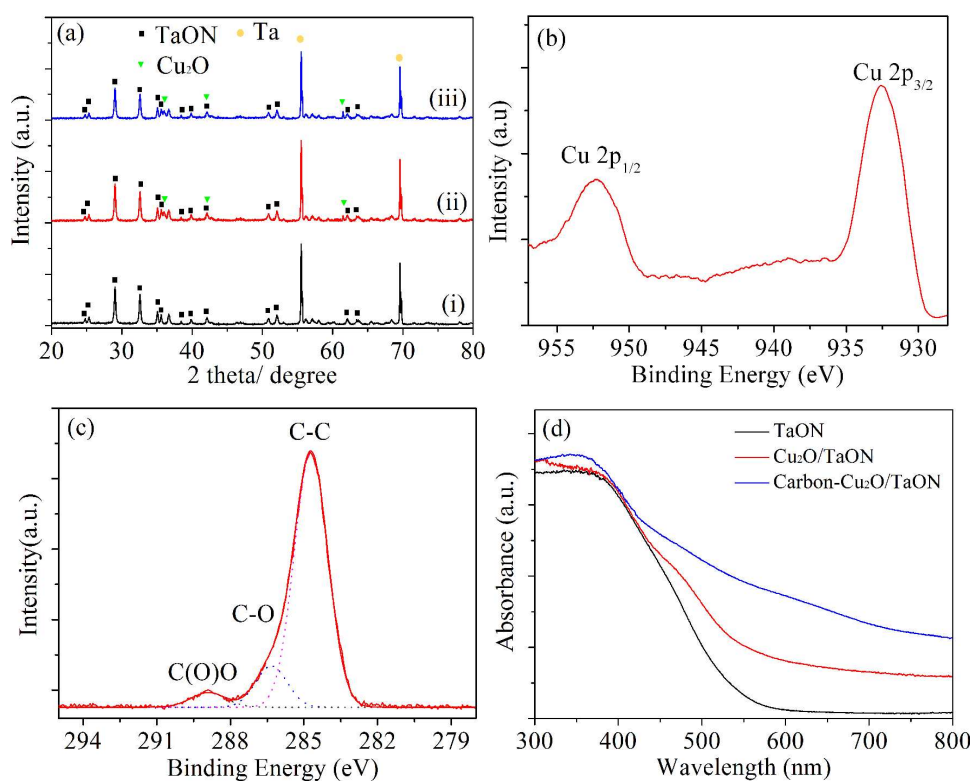 (a)
TaON
Ta
Cu₂O
(iii)
(ii)
(i)
Intensity (a.u.)
20 30 40 50 60 70 80
2 theta/ degree
(b)
Cu 2p₃/₂
Cu 2p₁/₂
Intensity (a.u.)
955 950 945 940 935 930
Binding Energy (eV)
(c)
C-C
C-O
C(O)O
Intensity(a.u.)
294 291 288 285 282 279
Binding Energy (eV)
(d)
TaON
Cu₂O/TaON
Carbon-Cu₂O/TaON
Absorbance (a.u.)
300 400 500 600 700 800
Wavelength (nm)